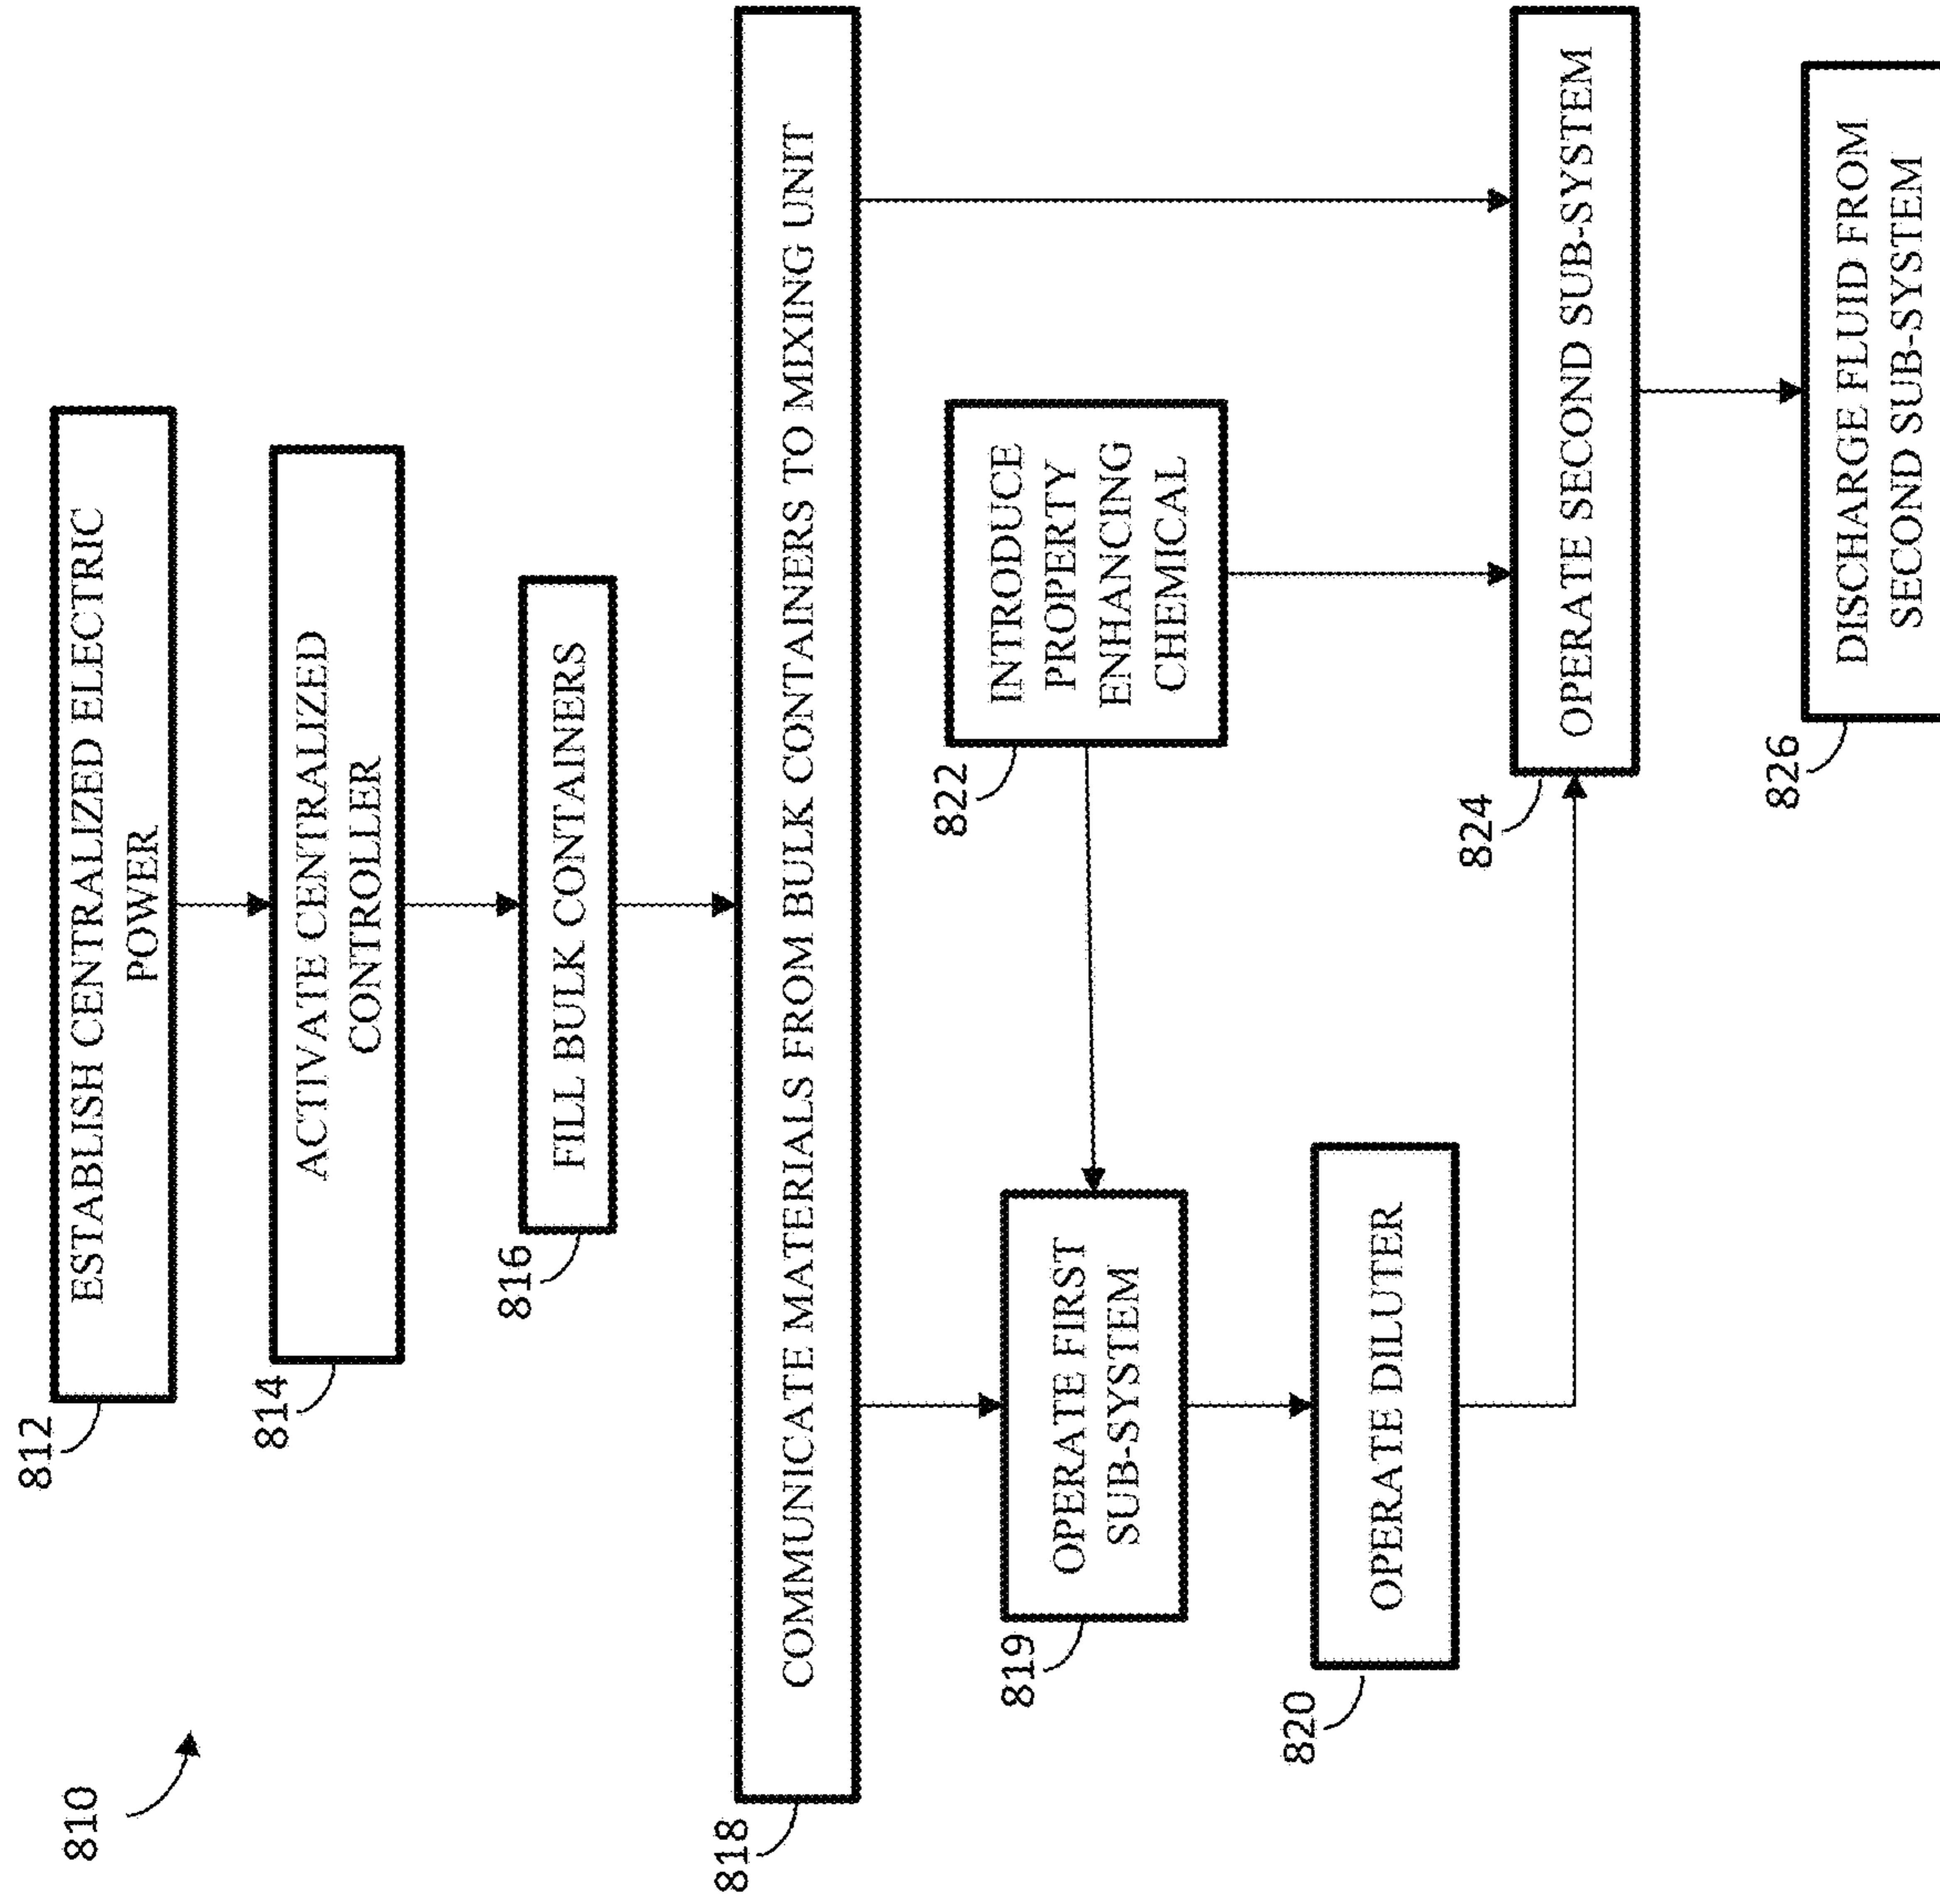 810
812
ESTABLISH CENTRALIZED ELECTRIC
POWER
814
ACTIVATE CENTRALIZED
CONTROLLER
816
FILL BULK CONTAINERS
818
COMMUNICATE MATERIALS FROM BULK CONTAINERS TO MIXING UNIT
819
OPERATE FIRST
SUB-SYSTEM
822
INTRODUCE
PROPERTY
ENHANCING
CHEMICAL
820
OPERATE DILUTER
824
OPERATE SECOND SUB-SYSTEM
826
DISCHARGE FLUID FROM
SECOND SUB-SYSTEM